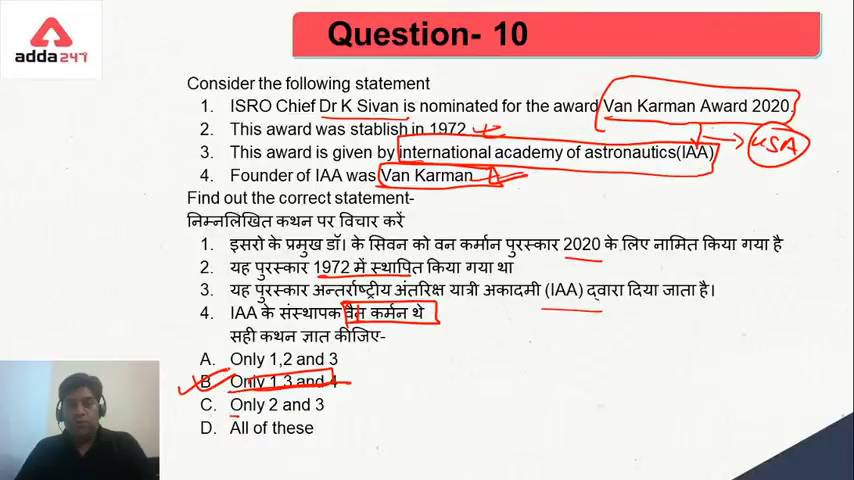 adda247
Question- 10
Consider the following statement
1. ISRO Chief Dr K Sivan is nominated for the award Van Karman Award 2020.
2. This award was stablish in 1972
3. This award is given by international academy of astronautics(IAA)
USA
4. Founder of IAA was Van Karman
Find out the correct statement-
निम्नलिखित कथन पर विचार करें
1. इसरो के प्रमुख डॉ। के सिवन को वन कर्मान पुरस्कार 2020 के लिए नामित किया गया है
2. यह पुरस्कार 1972 में स्थापित किया गया था
3. यह पुरस्कार अन्तर्राष्ट्रीय अंतरिक्ष यात्री अकादमी (IAA) द्वारा दिया जाता है।
4. IAA के संस्थापक वैन कर्मन थे
सही कथन ज्ञात कीजिए-
A. Only 1,2 and 3
B. Only 1,3 and 4
C. Only 2 and 3
D. All of these